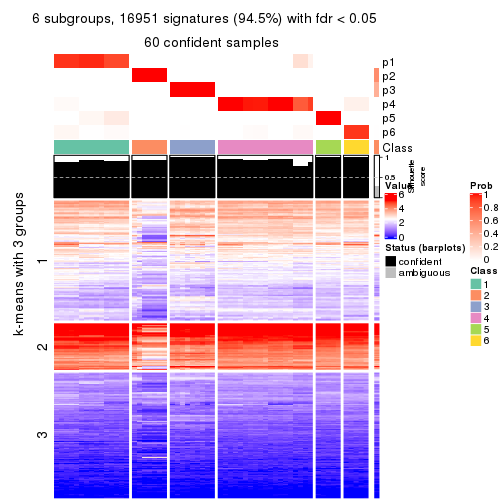 6 subgroups, 16951 signatures (94.5%) with fdr < 0.05
60 confident samples
p1
p2
p3
p4
p5
p6
Class
1
0.5
0
Silhouette
score
k-means with 3 groups
1
2
3
Value
6
4
2
0
Status (barplots)
confident
ambiguous
Prob
1
0.8
0.6
0.4
0.2
0
Class
1
2
3
4
5
6